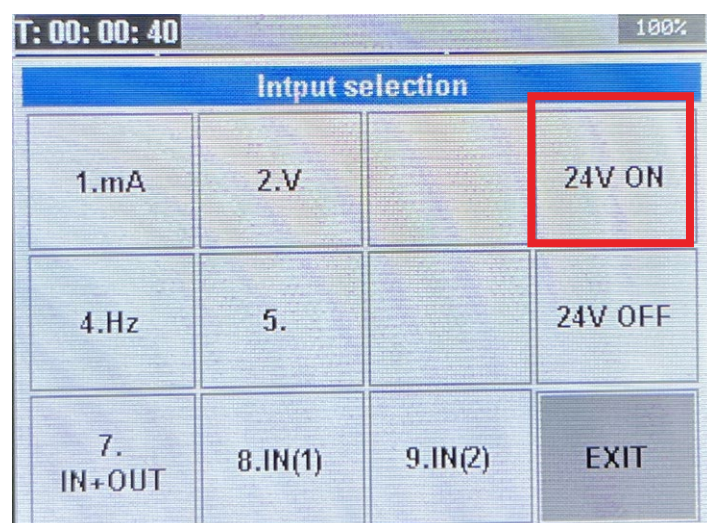 T: 00: 00: 40
100%
Intput selection
1.mA
2.V
24V ON
4.Hz
5.
24V OFF
7.
IN+OUT
8.IN(1)
9.IN(2)
EXIT